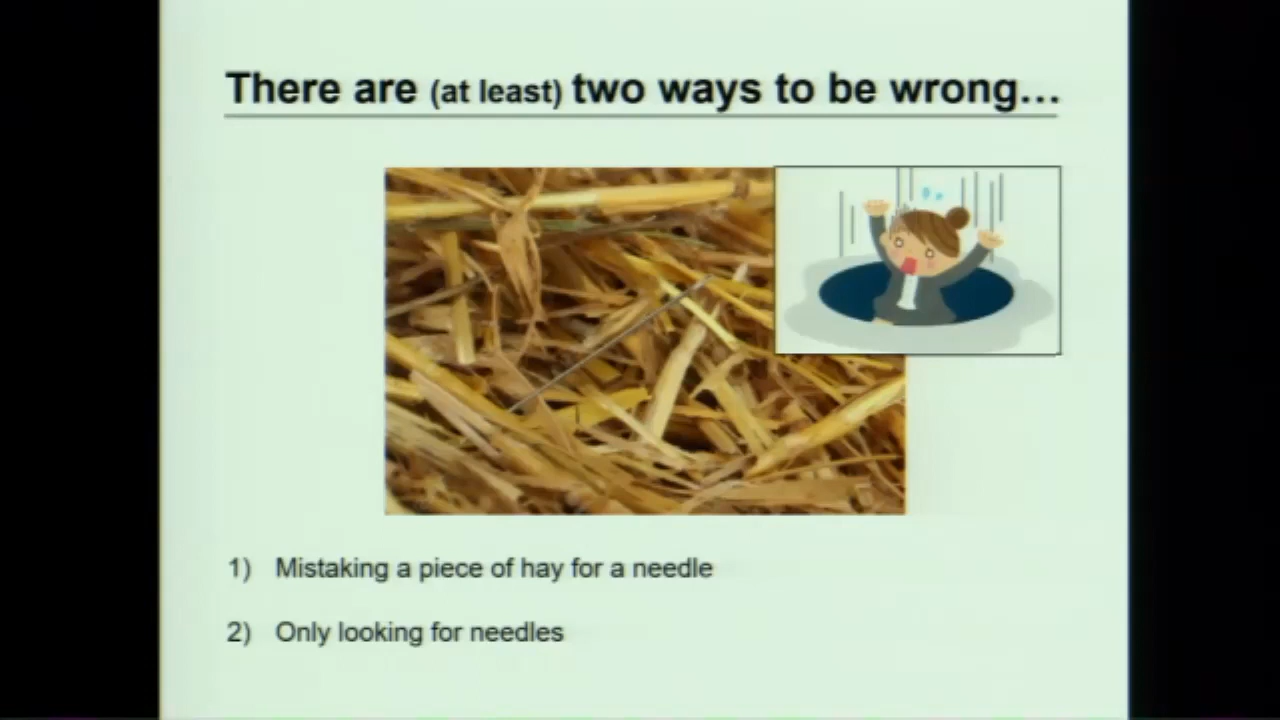 There are (at least) two ways to be wrong…
1) Mistaking a piece of hay for a needle
2) Only looking for needles